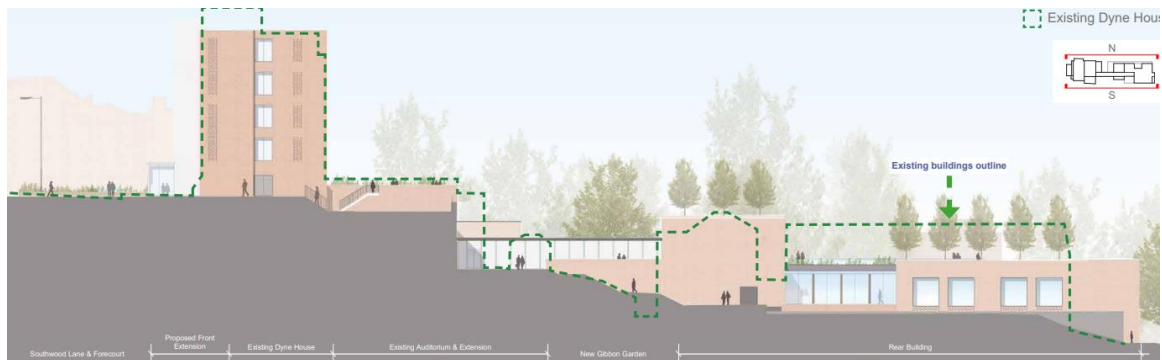 Existing Dyne Hous
N
S
Existing buildings outline
Southwood Lane & Forecourt
Proposed Front
Extension
Existing Dyne House
Existing Auditorium & Extension
New Gibbon Garden
Rear Building